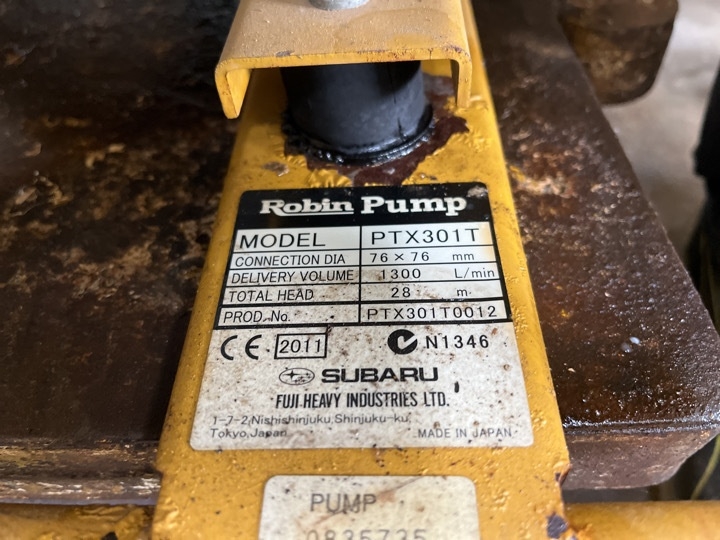 Robin Pump
MODEL PTX301T
CONNECTION DIA 76 × 76 mm
DELIVERY VOLUME 1300 L/min
TOTAL HEAD 28 m
PROD. No. PTX301T0012
CE 2011 N1346
SUBARU
FUJI HEAVY INDUSTRIES LTD.
1-7-2, Nishishinjuku, Shinjuku-ku,
Tokyo, Japan MADE IN JAPAN
PUMP
0835735